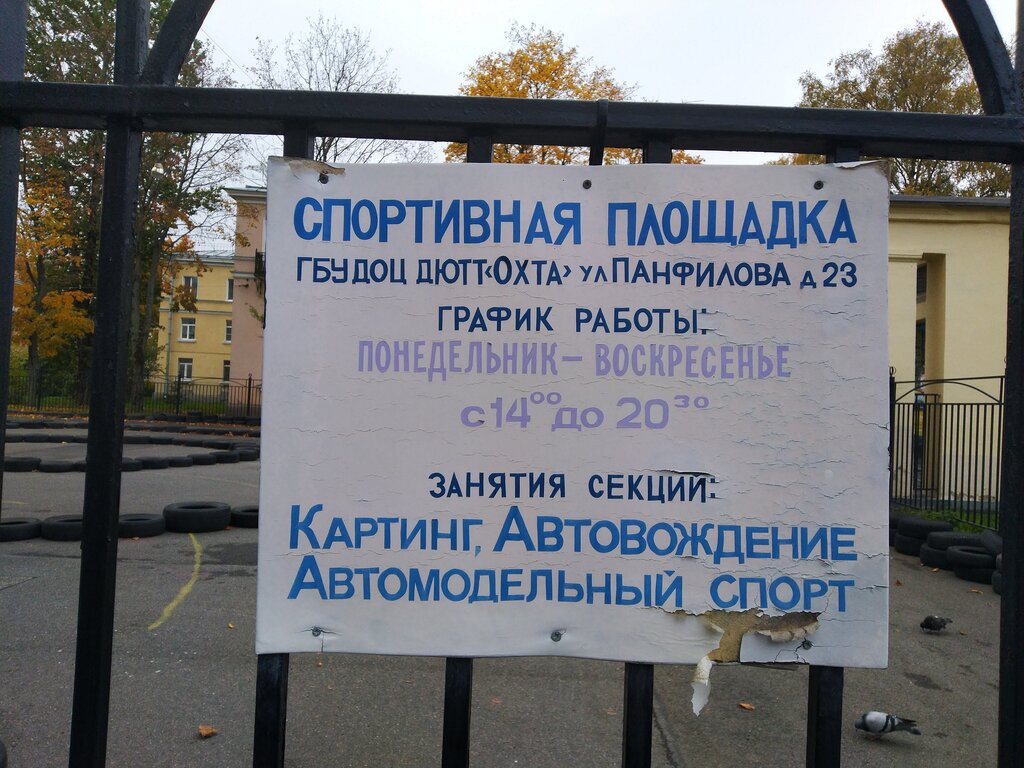 СПОРТИВНАЯ ПЛОЩАДКА
ГБУДОЦ ДЮТТ«ОХТА» УЛ ПАНФИЛОВА Д 23
ГРАФИК РАБОТЫ:
ПОНЕДЕЛЬНИК – ВОСКРЕСЕНЬЕ
с 14⁰⁰ до 20³⁰
ЗАНЯТИЯ СЕКЦИЙ:
КАРТИНГ, АВТОВОЖДЕНИЕ
АВТОМОДЕЛЬНЫЙ СПОРТ